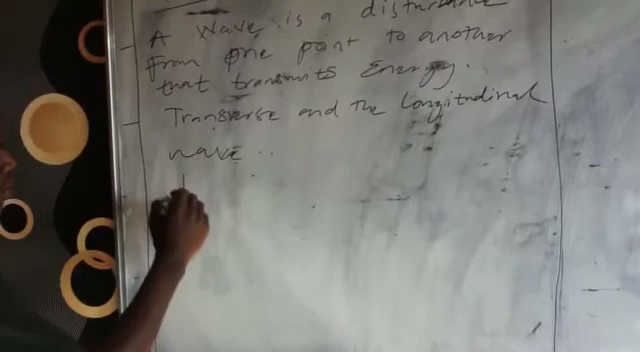 A wave is a disturbance
from one point to another
that transmits Energy.
Transverse and the Longitudinal
wave..